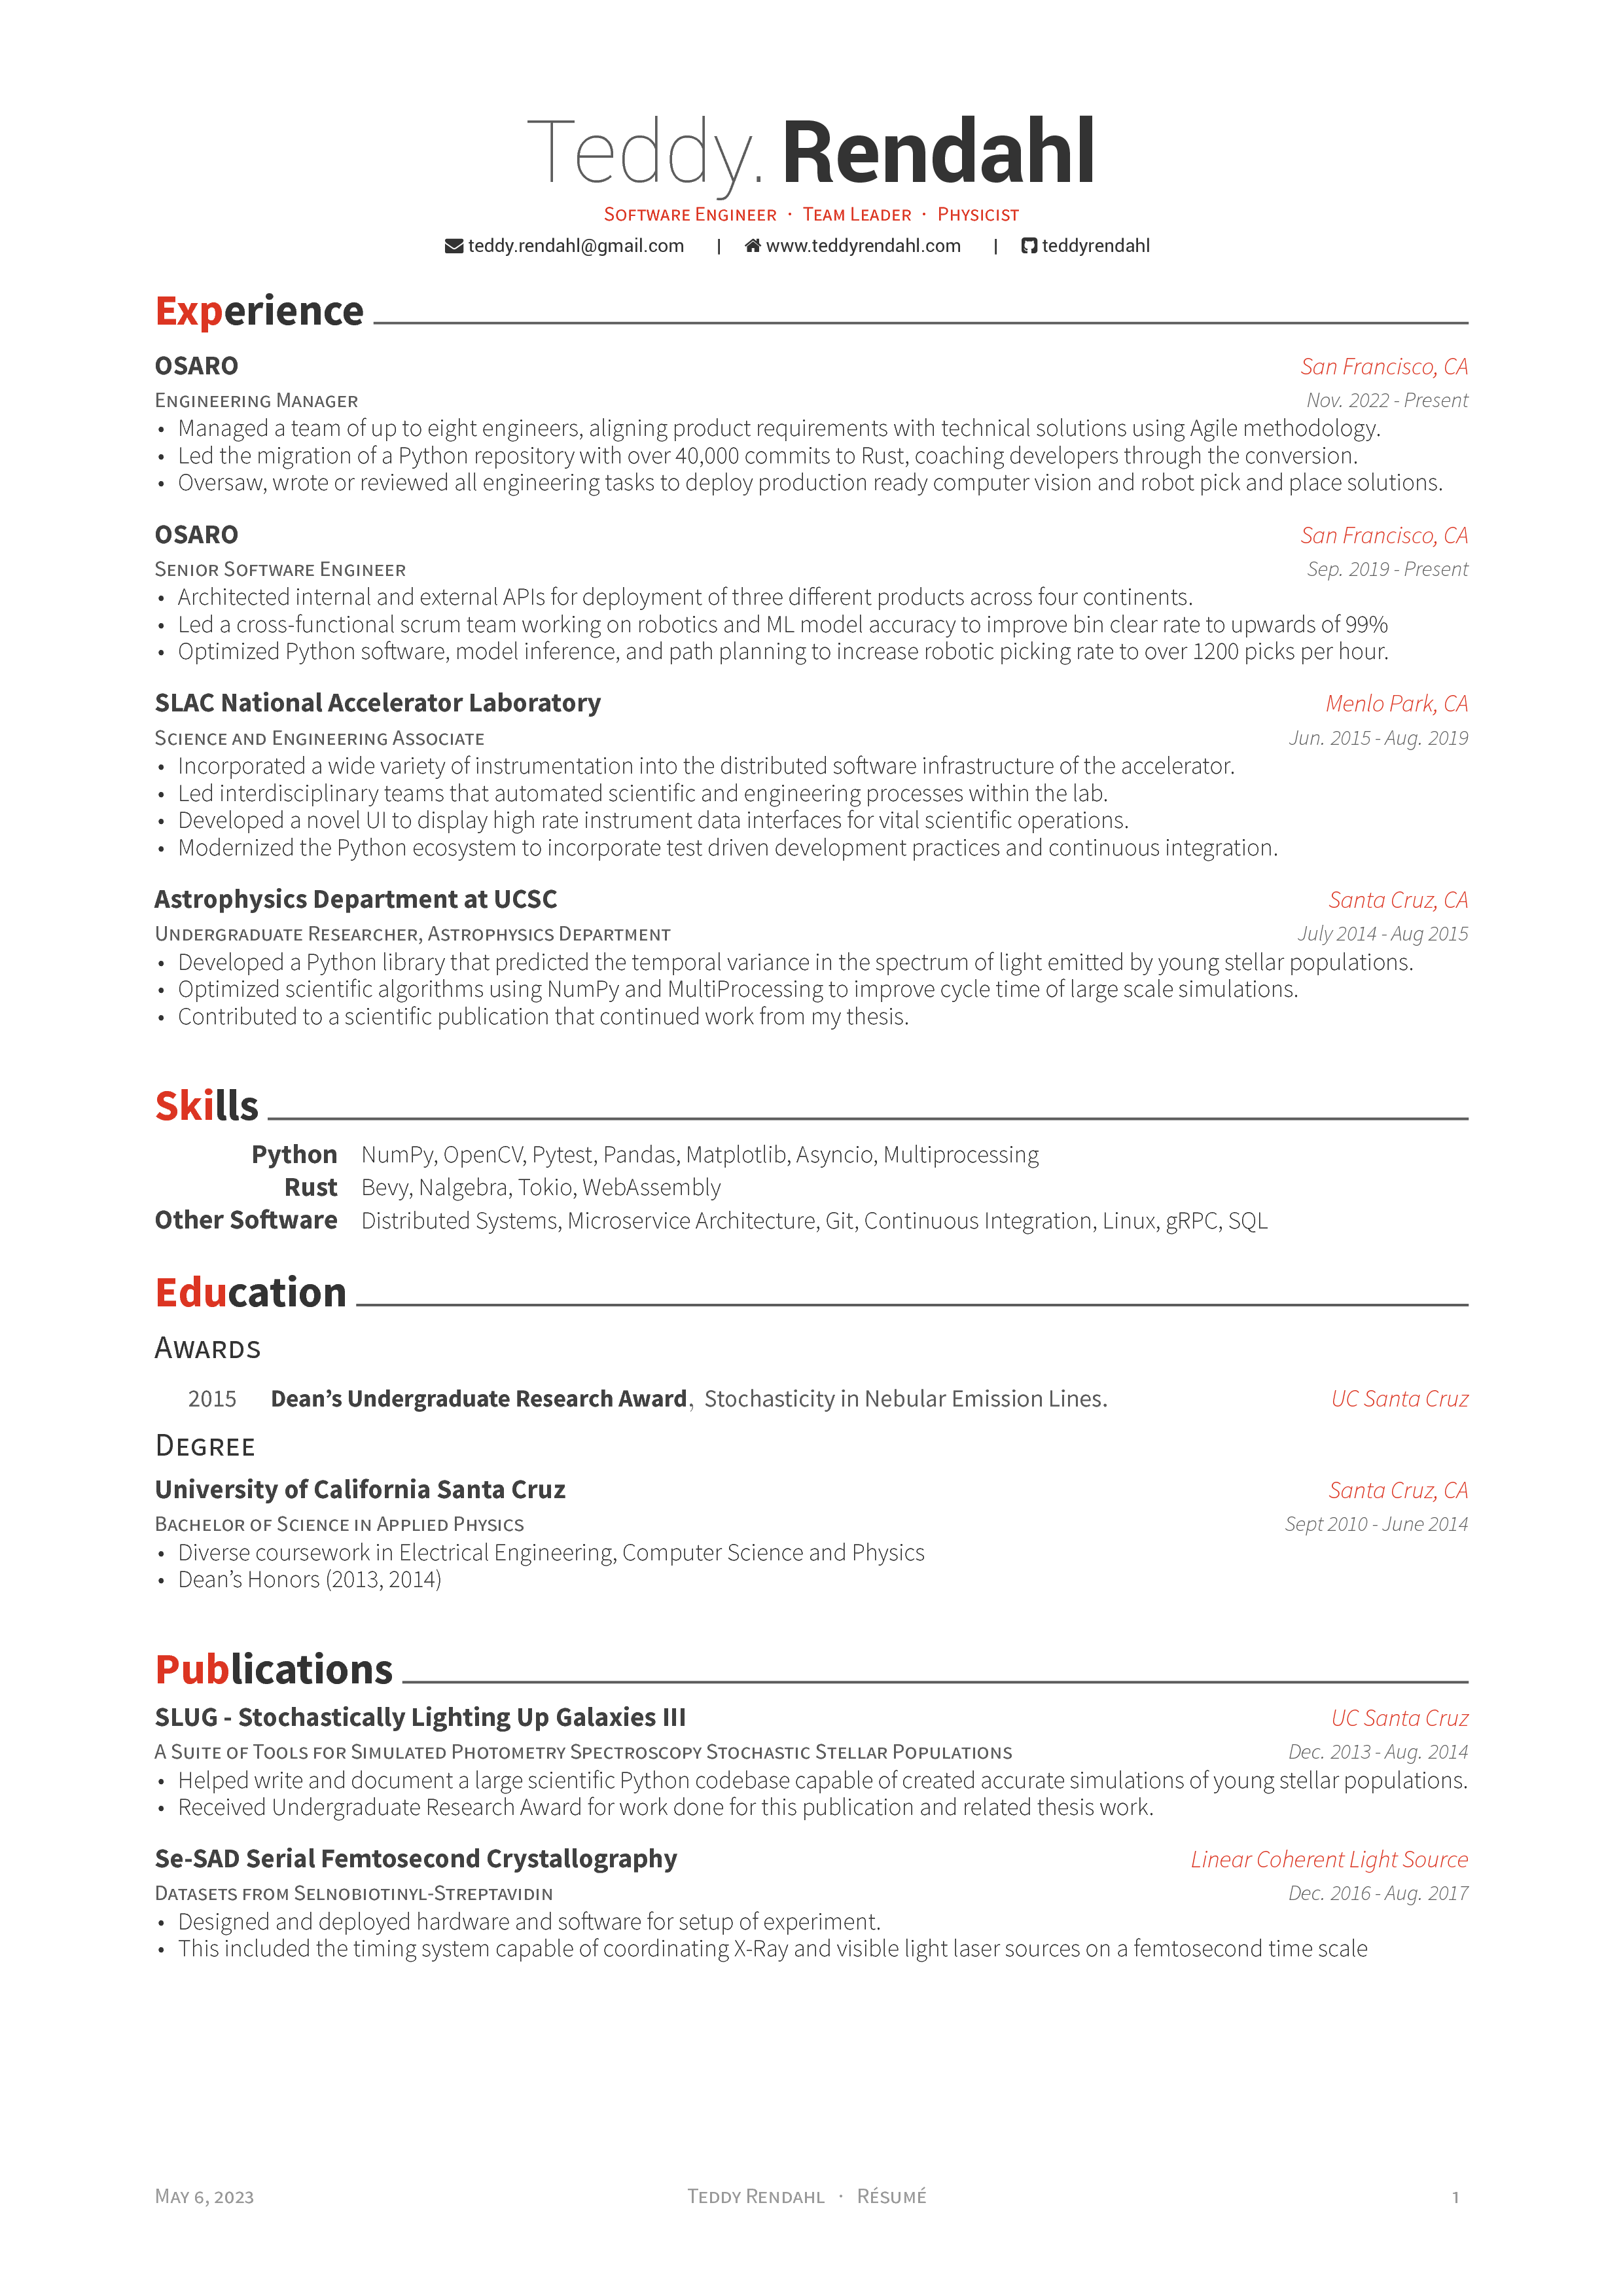 Teddy. Rendahl
Software Engineer · Team Leader · Physicist
teddy.rendahl@gmail.com | www.teddyrendahl.com | teddyrendahl
Experience
OSARO San Francisco, CA
Engineering Manager Nov. 2022 - Present
• Managed a team of up to eight engineers, aligning product requirements with technical solutions using Agile methodology.
• Led the migration of a Python repository with over 40,000 commits to Rust, coaching developers through the conversion.
• Oversaw, wrote or reviewed all engineering tasks to deploy production ready computer vision and robot pick and place solutions.
OSARO San Francisco, CA
Senior Software Engineer Sep. 2019 - Present
• Architected internal and external APIs for deployment of three different products across four continents.
• Led a cross-functional scrum team working on robotics and ML model accuracy to improve bin clear rate to upwards of 99%
• Optimized Python software, model inference, and path planning to increase robotic picking rate to over 1200 picks per hour.
SLAC National Accelerator Laboratory Menlo Park, CA
Science and Engineering Associate Jun. 2015 - Aug. 2019
• Incorporated a wide variety of instrumentation into the distributed software infrastructure of the accelerator.
• Led interdisciplinary teams that automated scientific and engineering processes within the lab.
• Developed a novel UI to display high rate instrument data interfaces for vital scientific operations.
• Modernized the Python ecosystem to incorporate test driven development practices and continuous integration.
Astrophysics Department at UCSC Santa Cruz, CA
Undergraduate Researcher, Astrophysics Department July 2014 - Aug 2015
• Developed a Python library that predicted the temporal variance in the spectrum of light emitted by young stellar populations.
• Optimized scientific algorithms using NumPy and MultiProcessing to improve cycle time of large scale simulations.
• Contributed to a scientific publication that continued work from my thesis.
Skills
Python NumPy, OpenCV, Pytest, Pandas, Matplotlib, Asyncio, Multiprocessing
Rust Bevy, Nalgebra, Tokio, WebAssembly
Other Software Distributed Systems, Microservice Architecture, Git, Continuous Integration, Linux, gRPC, SQL
Education
Awards
2015 Dean's Undergraduate Research Award, Stochasticity in Nebular Emission Lines. UC Santa Cruz
Degree
University of California Santa Cruz Santa Cruz, CA
Bachelor of Science in Applied Physics Sept 2010 - June 2014
• Diverse coursework in Electrical Engineering, Computer Science and Physics
• Dean's Honors (2013, 2014)
Publications
SLUG - Stochastically Lighting Up Galaxies III UC Santa Cruz
A Suite of Tools for Simulated Photometry Spectroscopy Stochastic Stellar Populations Dec. 2013 - Aug. 2014
• Helped write and document a large scientific Python codebase capable of created accurate simulations of young stellar populations.
• Received Undergraduate Research Award for work done for this publication and related thesis work.
Se-SAD Serial Femtosecond Crystallography Linear Coherent Light Source
Datasets from Selnobiotinyl-Streptavidin Dec. 2016 - Aug. 2017
• Designed and deployed hardware and software for setup of experiment.
• This included the timing system capable of coordinating X-Ray and visible light laser sources on a femtosecond time scale
May 6, 2023 Teddy Rendahl · Résumé 1